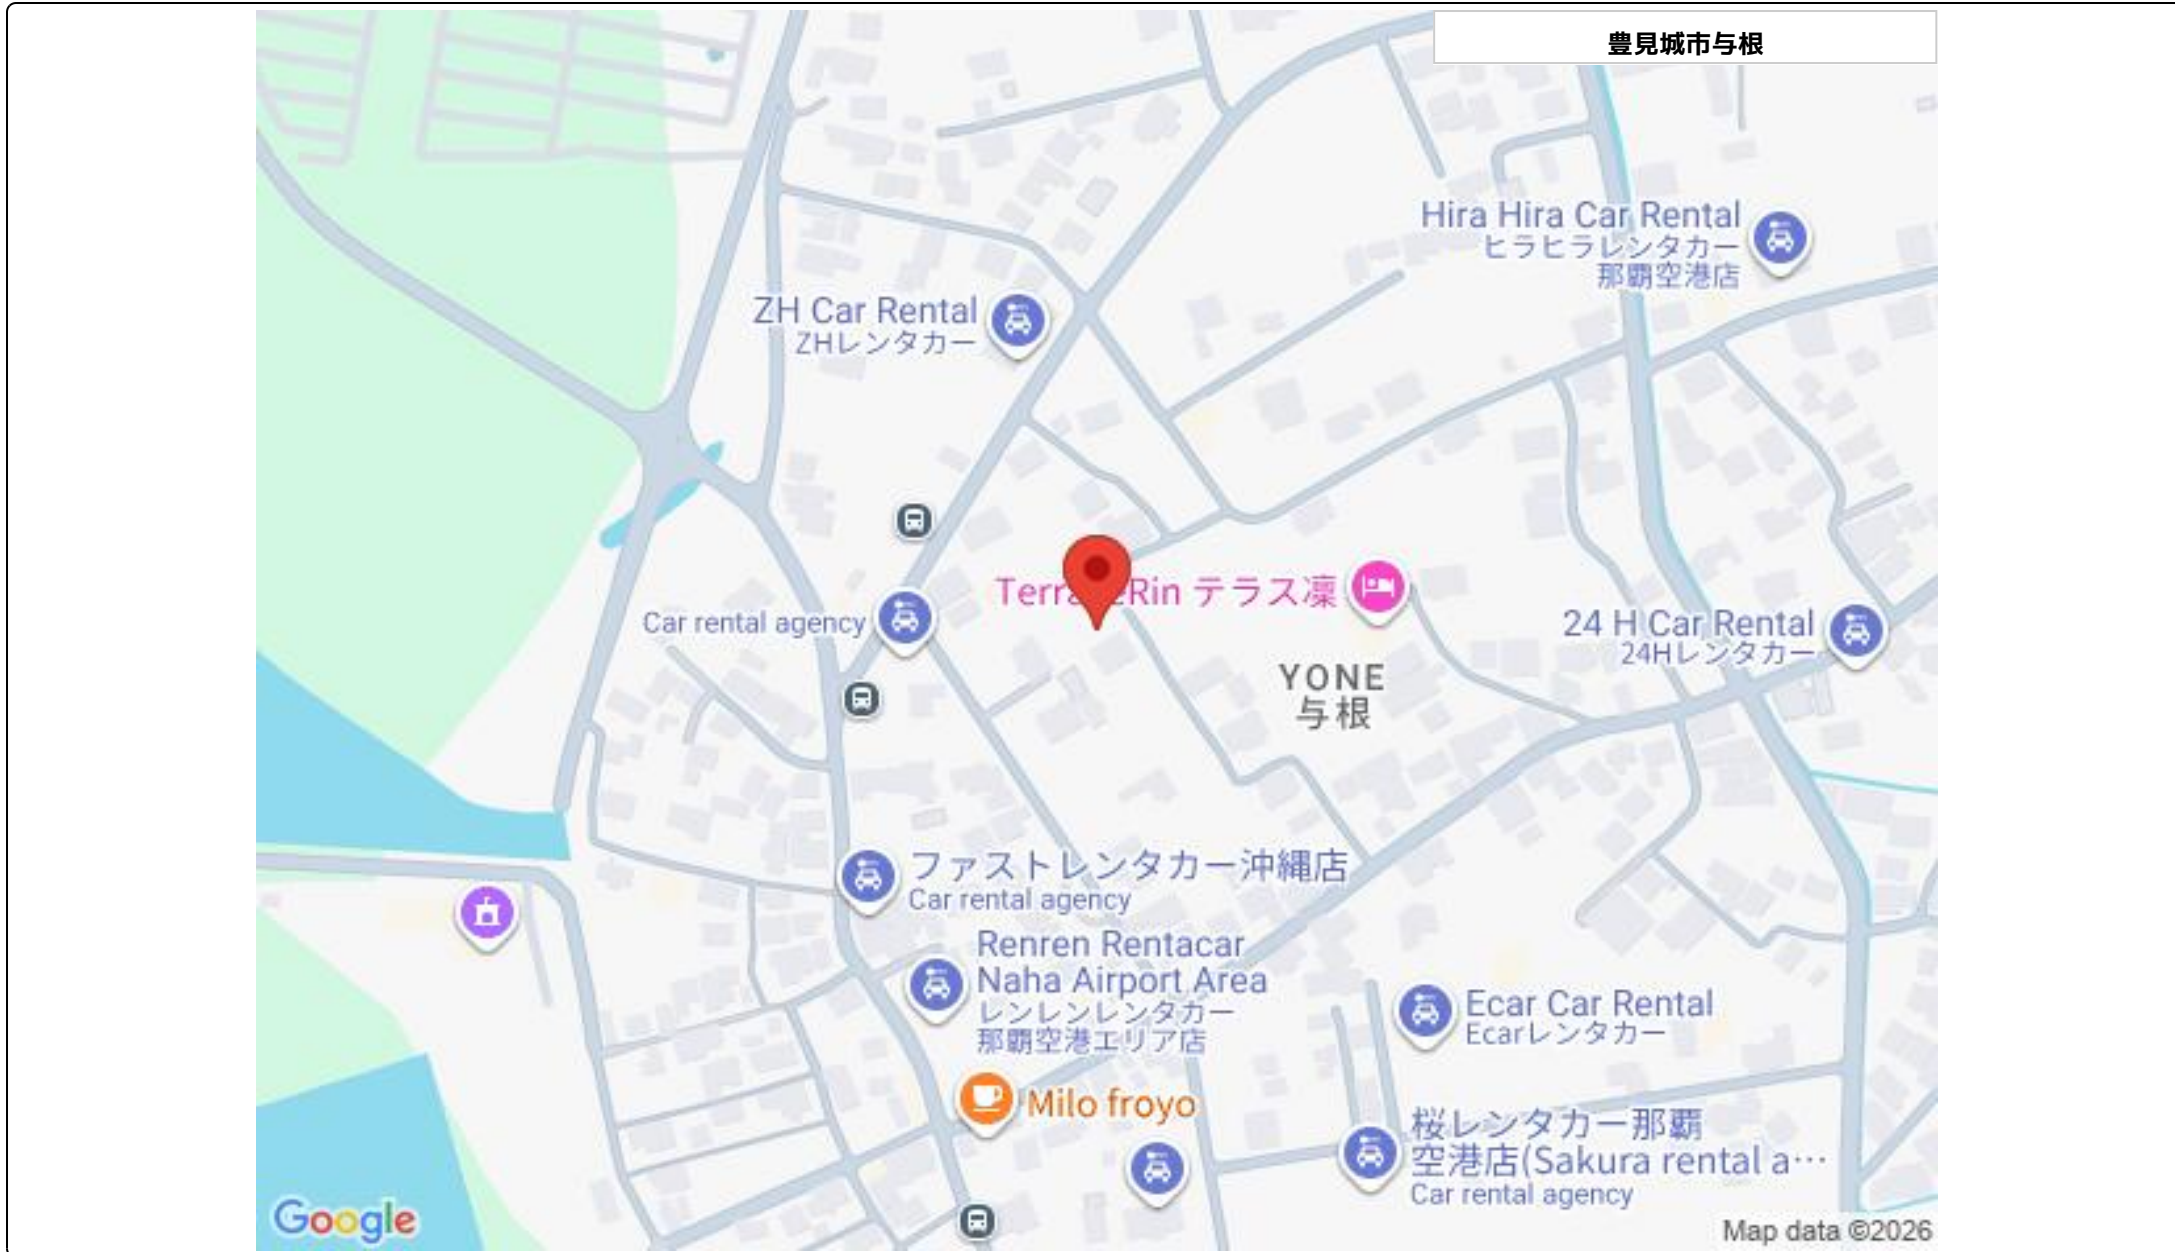 豊見城市与根
Hira Hira Car Rental
ヒラヒラレンタカー
那覇空港店
ZH Car Rental
ZHレンタカー
TerraceRin テラス凜
Car rental agency
24 H Car Rental
24Hレンタカー
YONE
与根
ファストレンタカー沖縄店
Car rental agency
Renren Rentacar
Naha Airport Area
レンレンレンタカー
那覇空港エリア店
Ecar Car Rental
Ecarレンタカー
Milo froyo
桜レンタカー那覇
空港店(Sakura rental a…
Car rental agency
Google
Map data ©2026